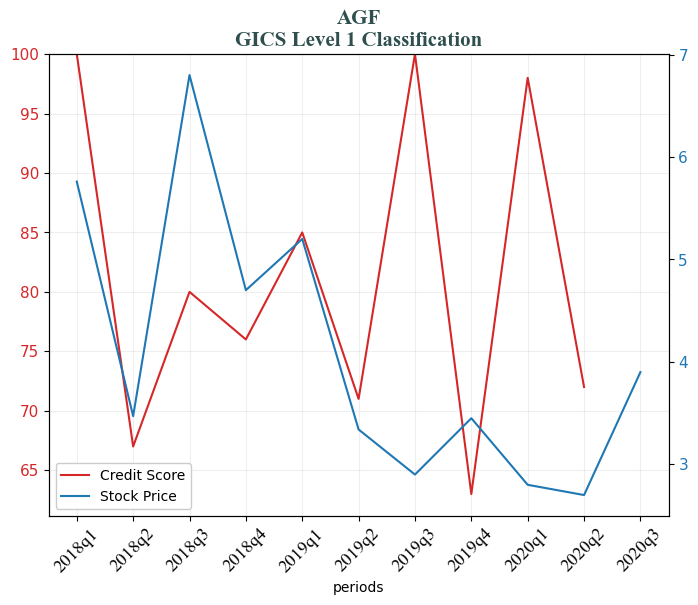 AGF
GICS Level 1 Classification
100
95
90
85
80
75
70
65
7
6
5
4
3
Credit Score
Stock Price
2018q1
2018q2
2018q3
2018q4
2019q1
2019q2
2019q3
2019q4
2020q1
2020q2
2020q3
periods